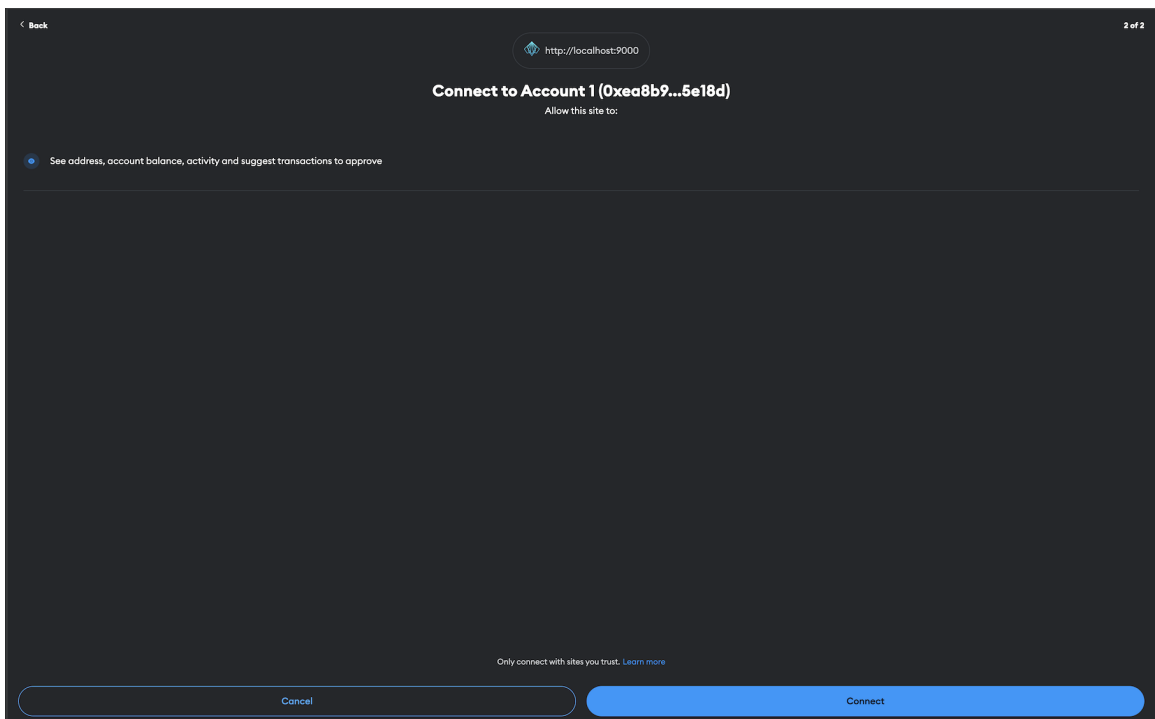 Back
2 of 2
http://localhost:9000
Connect to Account 1 (0xea8b9...5e18d)
Allow this site to:
See address, account balance, activity and suggest transactions to approve
Only connect with sites you trust. Learn more
Cancel
Connect